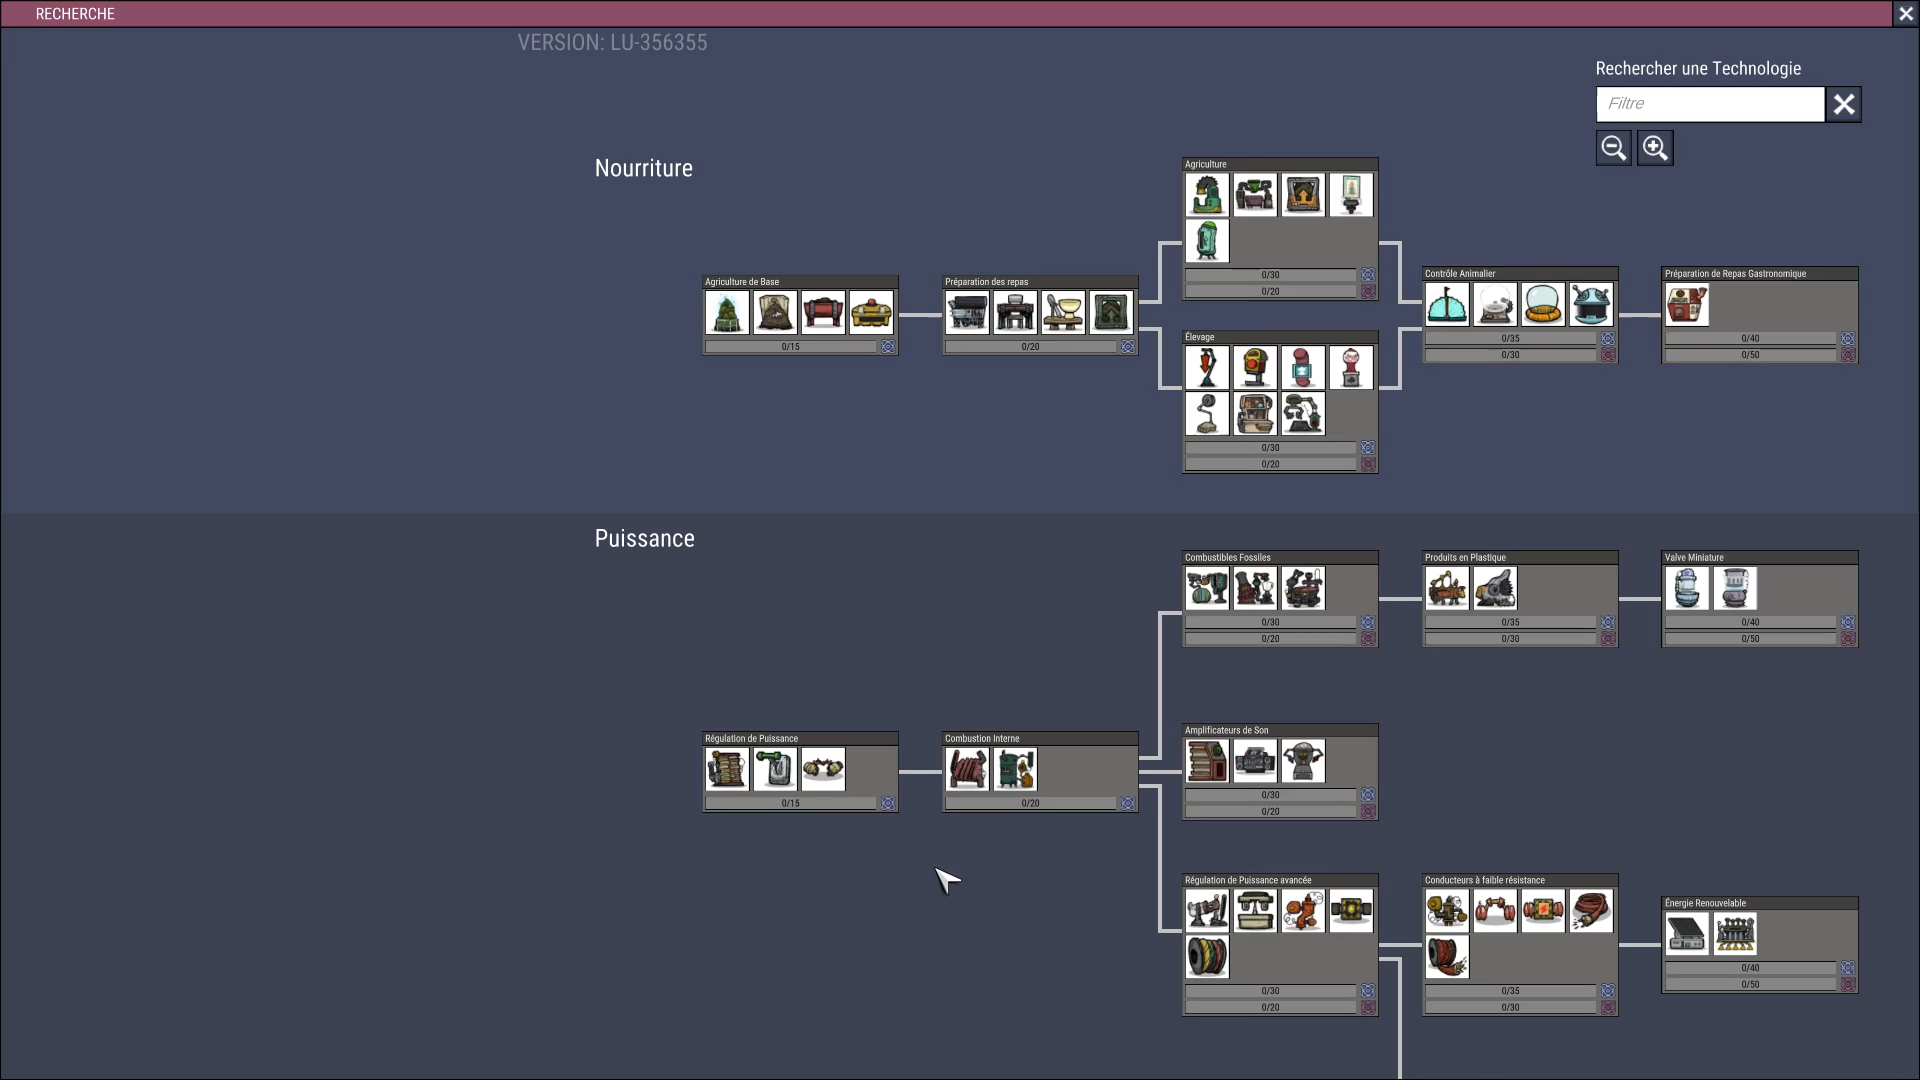 RECHERCHE
VERSION: LU-356355
Rechercher une Technologie
Filtre
Nourriture
Agriculture
0/30
0/20
Agriculture de Base
0/15
Préparation des repas
0/20
Élevage
0/30
0/20
Contrôle Animalier
0/35
0/30
Préparation de Repas Gastronomique
0/40
0/50
Puissance
Combustibles Fossiles
0/30
0/20
Produits en Plastique
0/35
0/30
Valve Miniature
0/40
0/50
Régulation de Puissance
0/15
Combustion Interne
0/20
Amplificateurs de Son
0/30
0/20
Régulation de Puissance avancée
0/30
0/20
Conducteurs à faible résistance
0/35
0/30
Énergie Renouvelable
0/40
0/50